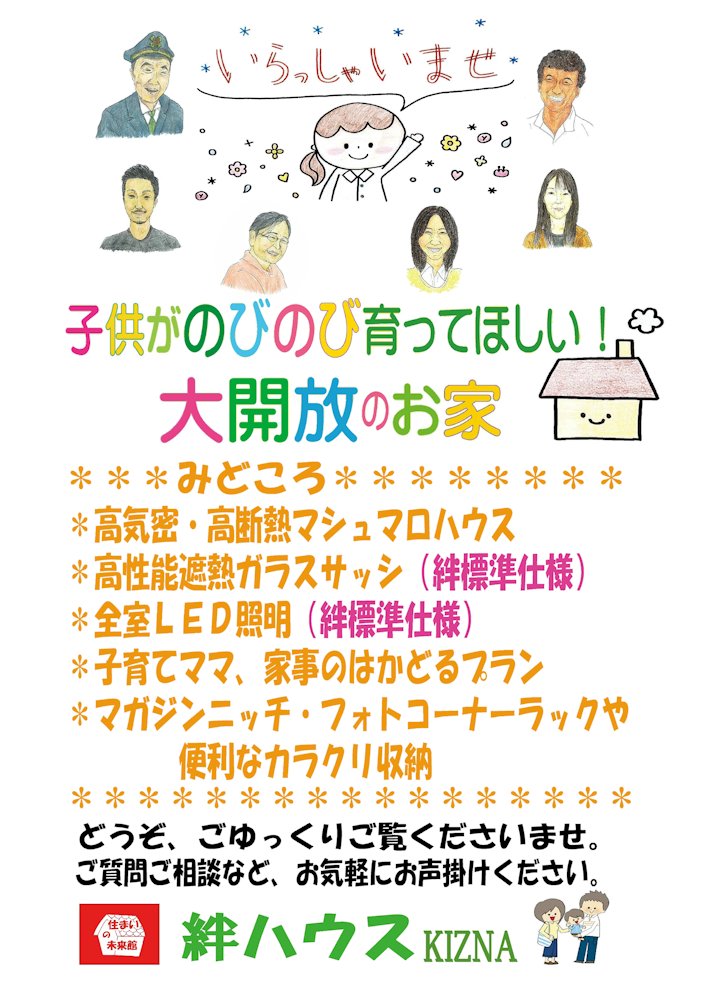 いらっしゃいませ
子供がのびのび育ってほしい！
大開放のお家
＊＊＊みどころ＊＊＊＊＊＊＊＊
＊高気密・高断熱マシュマロハウス
＊高性能遮熱ガラスサッシ（絆標準仕様）
＊全室ＬＥＤ照明（絆標準仕様）
＊子育てママ、家事のはかどるプラン
＊マガジンニッチ・フォトコーナーラックや
便利なカラクリ収納
＊＊＊＊＊＊＊＊＊＊＊＊＊＊＊＊
どうぞ、ごゆっくりご覧くださいませ。
ご質問ご相談など、お気軽にお声掛けください。
住まい
の
未来館
絆ハウス KIZNA